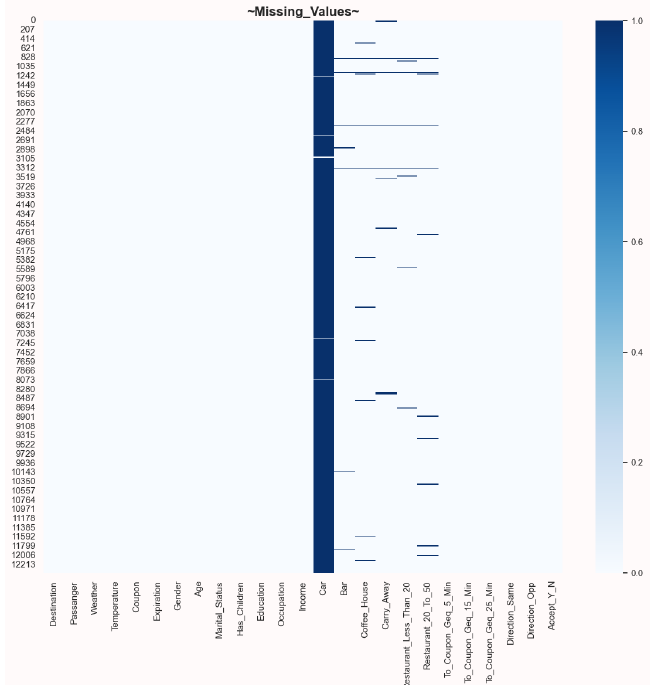 ~Missing_Values~
0
207
414
621
828
1035
1242
1449
1656
1863
2070
2277
2484
2691
2898
3105
3312
3519
3726
3933
4140
4347
4554
4761
4968
5175
5382
5589
5796
6003
6210
6417
6624
6831
7038
7245
7452
7659
7866
8073
8280
8487
8694
8901
9108
9315
9522
9729
9936
10143
10350
10557
10764
10971
11178
11385
11592
11799
12006
12213
Destination
Passanger
Weather
Temperature
Coupon
Expiration
Gender
Age
Marital_Status
Has_Children
Education
Occupation
Income
Car
Bar
Coffee_House
Carry_Away
estaurant_Less_Than_20
Restaurant_20_To_50
To_Coupon_Geq_5_Min
To_Coupon_Geq_15_Min
To_Coupon_Geq_25_Min
Direction_Same
Direction_Opp
Accept_Y_N
1.0
0.8
0.6
0.4
0.2
0.0